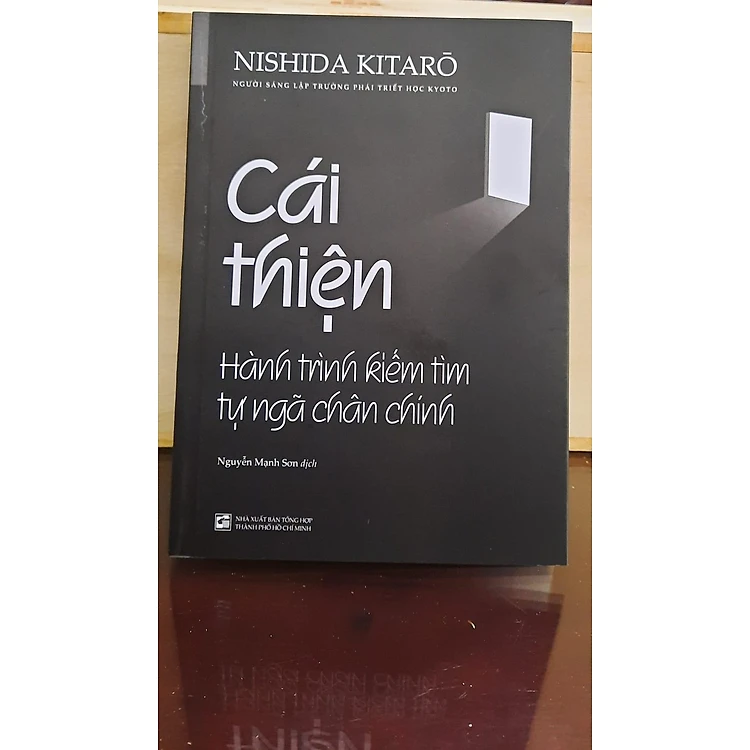 NISHIDA KITARŌ
NGƯỜI SÁNG LẬP TRƯỜNG PHÁI TRIẾT HỌC KYOTO
Cái
thiện
Hành trình kiếm tìm
tự ngã chân chính
Nguyễn Mạnh Sơn dịch
NHÀ XUẤT BẢN TỔNG HỢP
THÀNH PHỐ HỒ CHÍ MINH